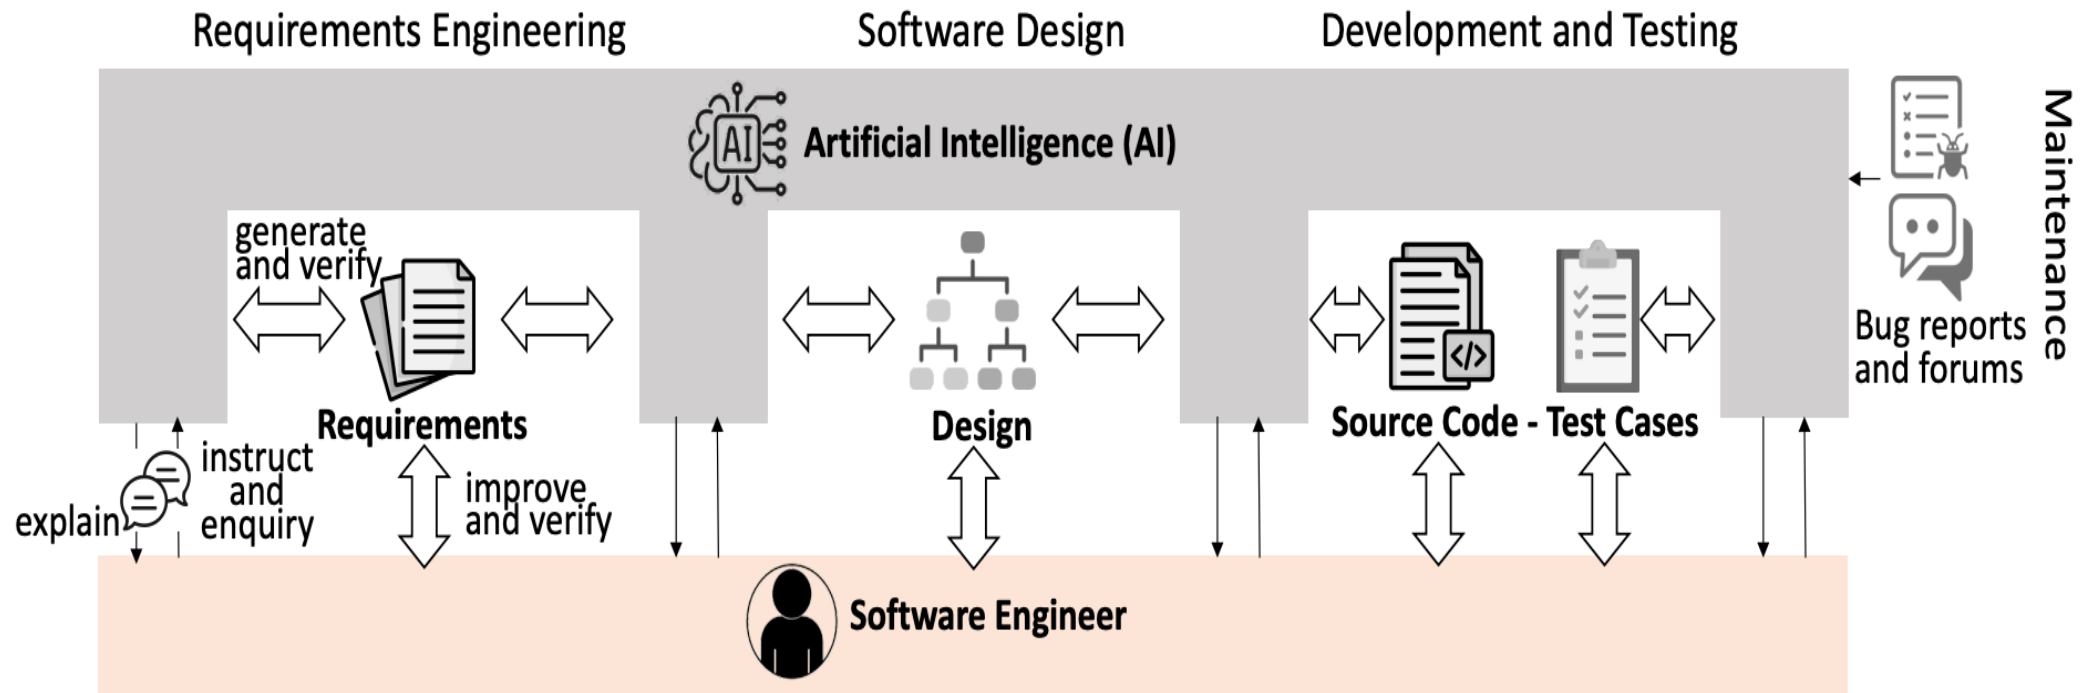 Requirements Engineering
Software Design
Development and Testing
AI
Artificial Intelligence (AI)
Maintenance
generate
and verify
</>
Bug reports
and forums
Requirements
Design
Source Code - Test Cases
explain
instruct
and
enquiry
improve
and verify
Software Engineer